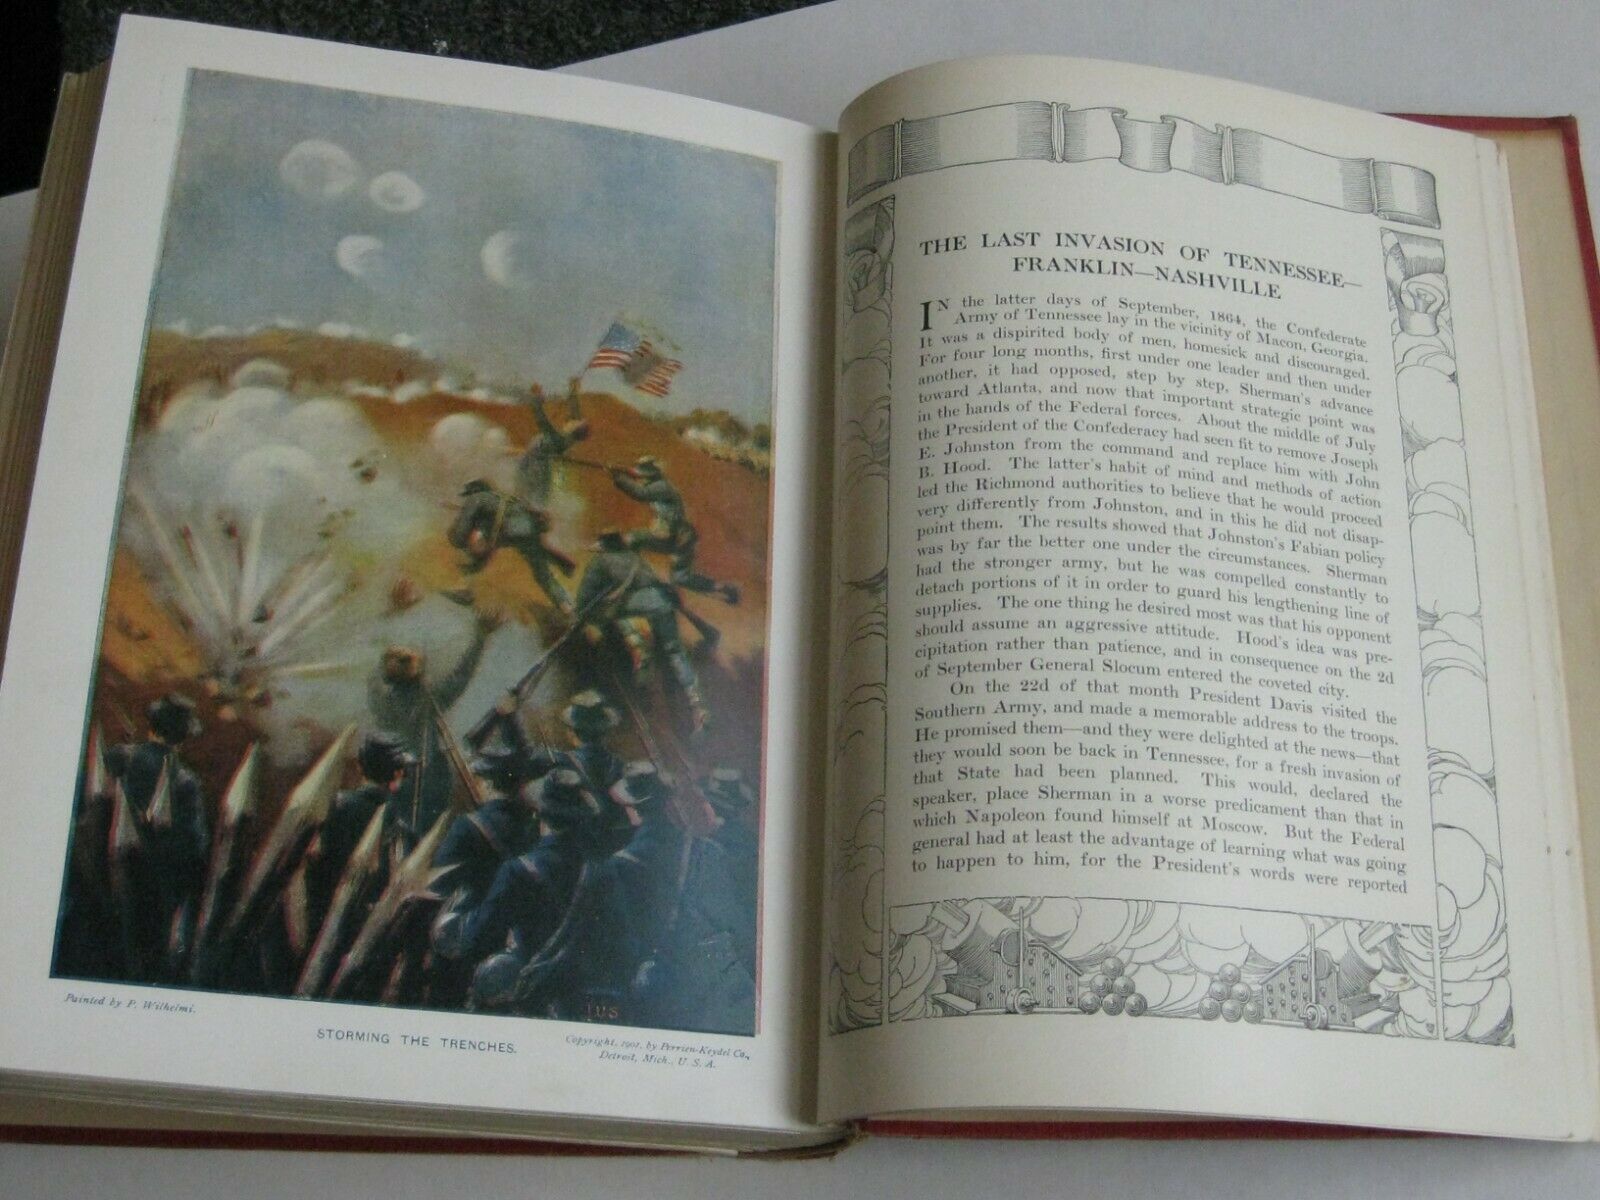 Painted by P. Wilhelmi.
STORMING THE TRENCHES.
Copyright, 1901, by Perrien-Keydel Co.,
Detroit, Mich., U. S. A.
THE LAST INVASION OF TENNESSEE—
FRANKLIN—NASHVILLE
IN the latter days of September, 1864, the Confederate
Army of Tennessee lay in the vicinity of Macon, Georgia.
It was a dispirited body of men, homesick and discouraged.
For four long months, first under one leader and then under
another, it had opposed, step by step, Sherman's advance
toward Atlanta, and now that important strategic point was
in the hands of the Federal forces. About the middle of July
the President of the Confederacy had seen fit to remove Joseph
E. Johnston from the command and replace him with John
B. Hood. The latter's habit of mind and methods of action
led the Richmond authorities to believe that he would proceed
very differently from Johnston, and in this he did not disap-
point them. The results showed that Johnston's Fabian policy
was by far the better one under the circumstances. Sherman
had the stronger army, but he was compelled constantly to
detach portions of it in order to guard his lengthening line of
supplies. The one thing he desired most was that his opponent
should assume an aggressive attitude. Hood's idea was pre-
cipitation rather than patience, and in consequence on the 2d
of September General Slocum entered the coveted city.
On the 22d of that month President Davis visited the
Southern Army, and made a memorable address to the troops.
He promised them—and they were delighted at the news—that
they would soon be back in Tennessee, for a fresh invasion of
that State had been planned. This would, declared the
speaker, place Sherman in a worse predicament than that in
which Napoleon found himself at Moscow. But the Federal
general had at least the advantage of learning what was going
to happen to him, for the President's words were reported